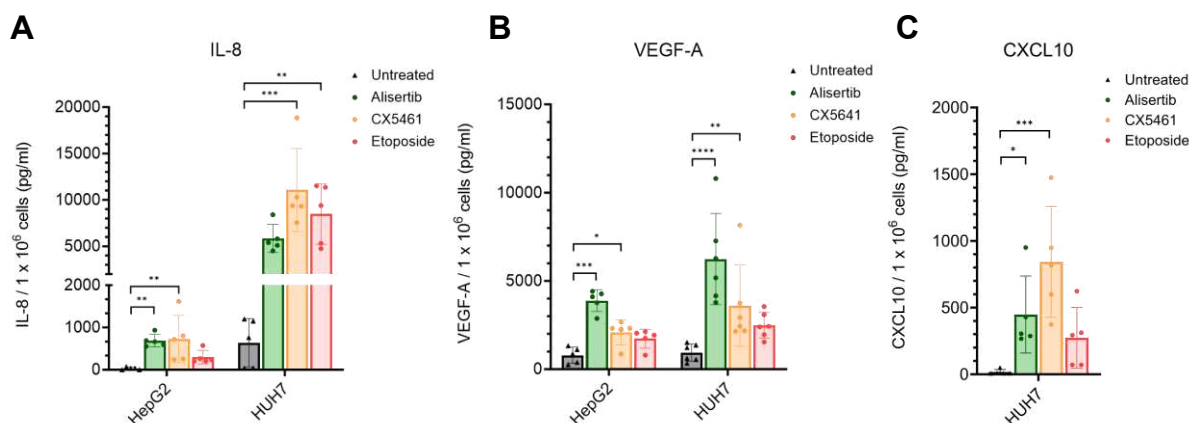 A
IL-8
Untreated
Alisertib
CX5461
Etoposide
** 
***
**
**
IL-8 / 1 x 10⁶ cells (pg/ml)
20000
15000
10000
5000
2000
1000
0
HepG2
HUH7
B
VEGF-A
Untreated
Alisertib
CX5641
Etoposide
**
****
*
***
VEGF-A / 1 x 10⁶ cells (pg/ml)
15000
10000
5000
0
HepG2
HUH7
C
CXCL10
Untreated
Alisertib
CX5461
Etoposide
***
*
CXCL10 / 1 x 10⁶ cells (pg/ml)
2000
1500
1000
500
0
HUH7